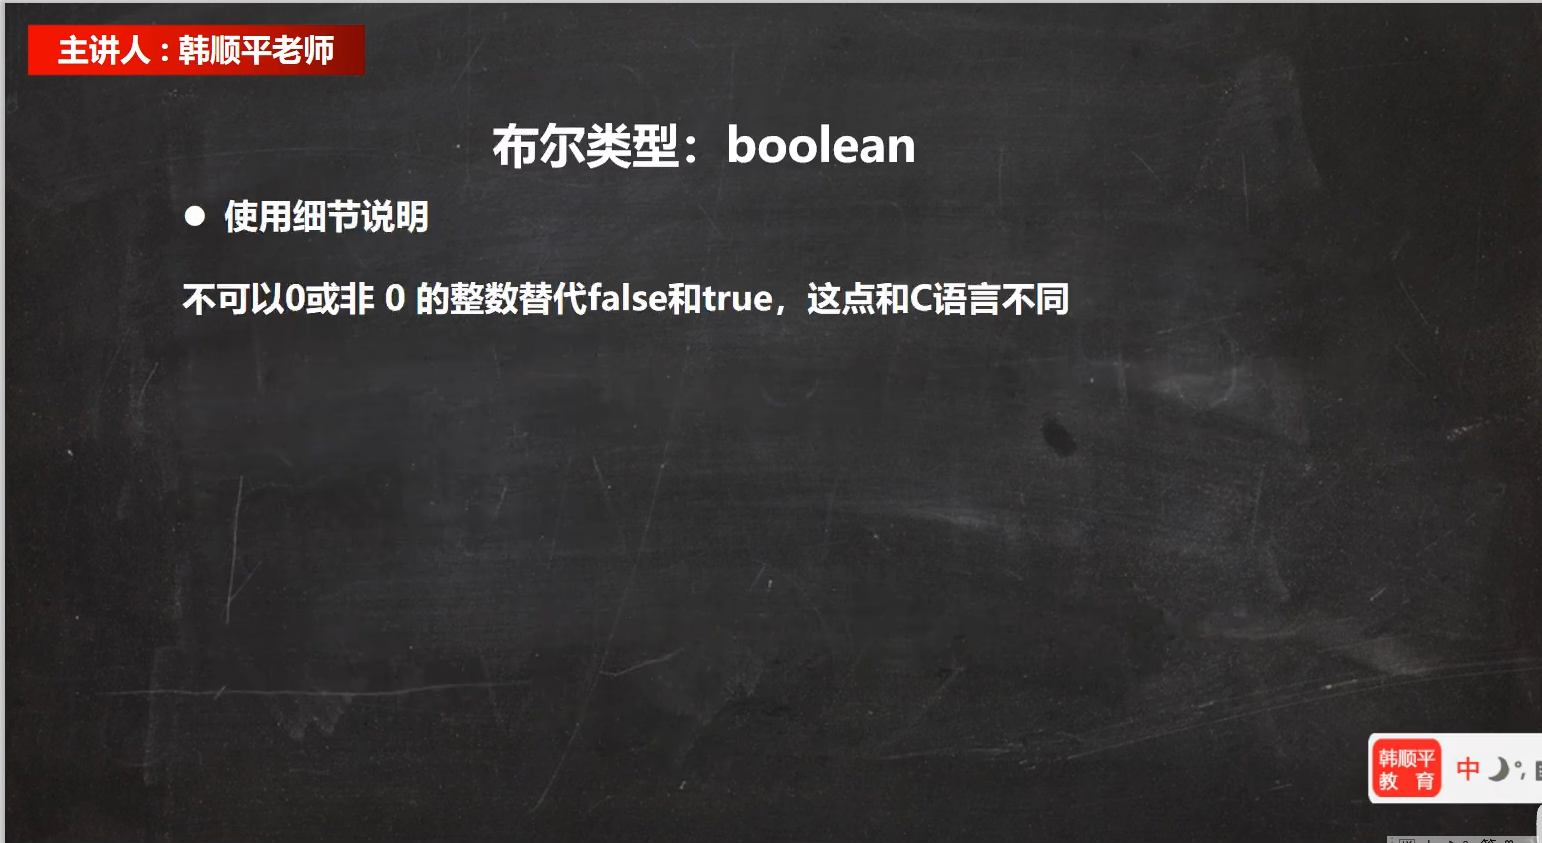 主讲人：韩顺平老师
布尔类型：boolean
● 使用细节说明
不可以0或非 0 的整数替代false和true，这点和C语言不同
韩顺平
教 育
中